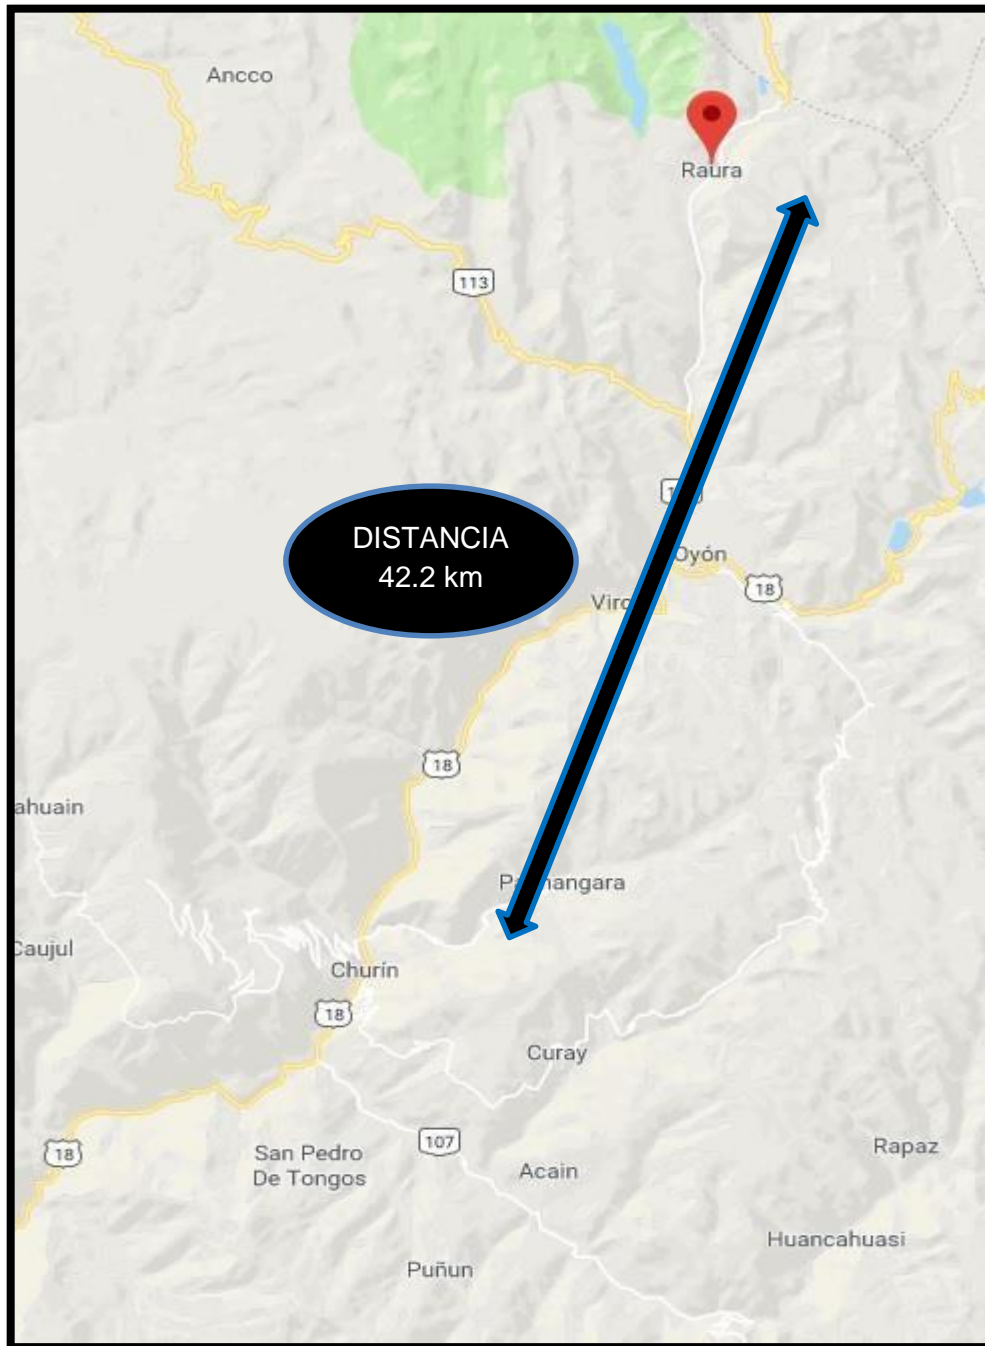 Ancco
Raura
113
DISTANCIA
42.2 km
Oyón
18
18
ahuain
Caujul
Churín
18
Curay
107
18
San Pedro
De Tongos
Acain
Rapaz
Huancahuasi
Puñun